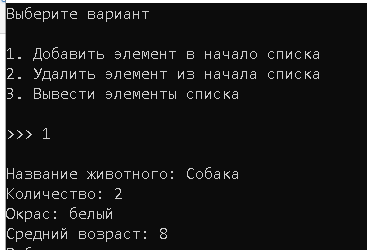 Выберите вариант
1. Добавить элемент в начало списка
2. Удалить элемент из начала списка
3. Вывести элементы списка
>>> 1
Название животного: Собака
Количество: 2
Окрас: белый
Средний возраст: 8